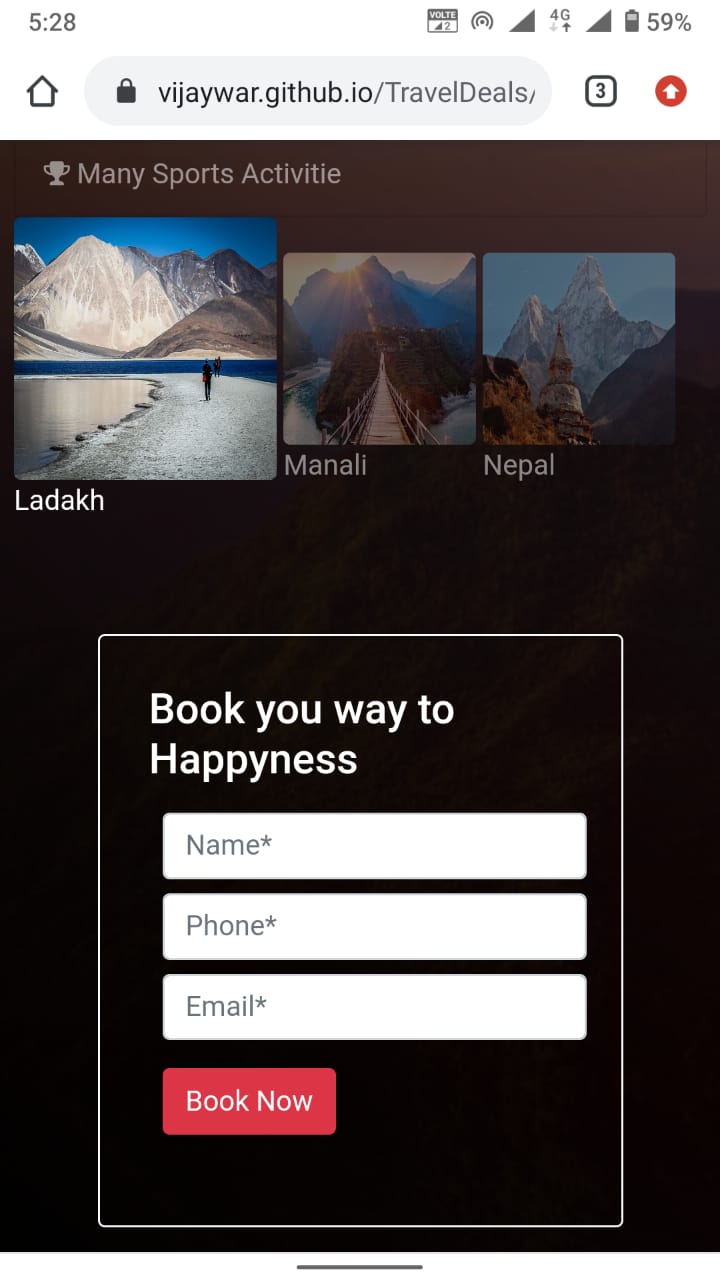 5:28
VOLTE 2 4G 59%
vijaywar.github.io/TravelDeals/
3
Many Sports Activitie
Manali
Nepal
Ladakh
Book you way to
Happyness
Name*
Phone*
Email*
Book Now